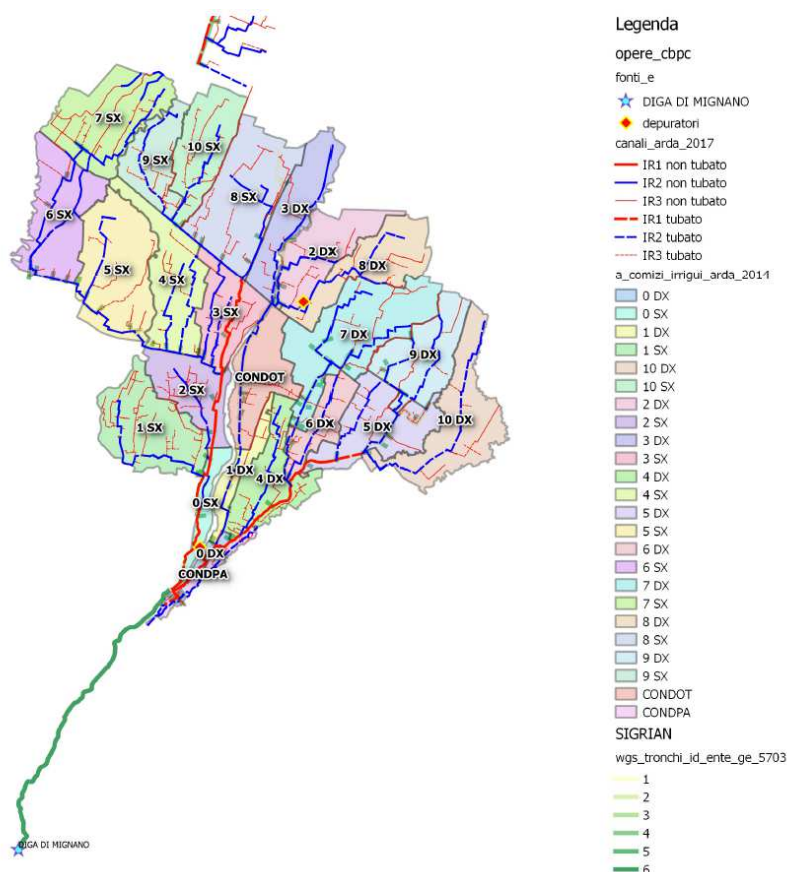 Legenda
opere_cbpc
fonti_e
DIGA DI MIGNANO
depuratori
canali_arda_2017
IR1 non tubato
IR2 non tubato
IR3 non tubato
IR1 tubato
IR2 tubato
IR3 tubato
a_comizi_irrigui_arda_2014
0 DX
0 SX
1 DX
1 SX
10 DX
10 SX
2 DX
2 SX
3 DX
3 SX
4 DX
4 SX
5 DX
5 SX
6 DX
6 SX
7 DX
7 SX
8 DX
8 SX
9 DX
9 SX
CONDOT
CONDPA
SIGRIAN
wgs_tronchi_id_ente_ge_5703
1
2
3
4
5
6
7 SX
9 SX
10 SX
8 SX
3 DX
6 SX
2 DX
8 DX
5 SX
4 SX
3 SX
7 DX
9 DX
CONDOT
2 SX
1 SX
6 DX
5 DX
10 DX
1 DX
4 DX
0 SX
0 DX
CONDPA
DIGA DI MIGNANO